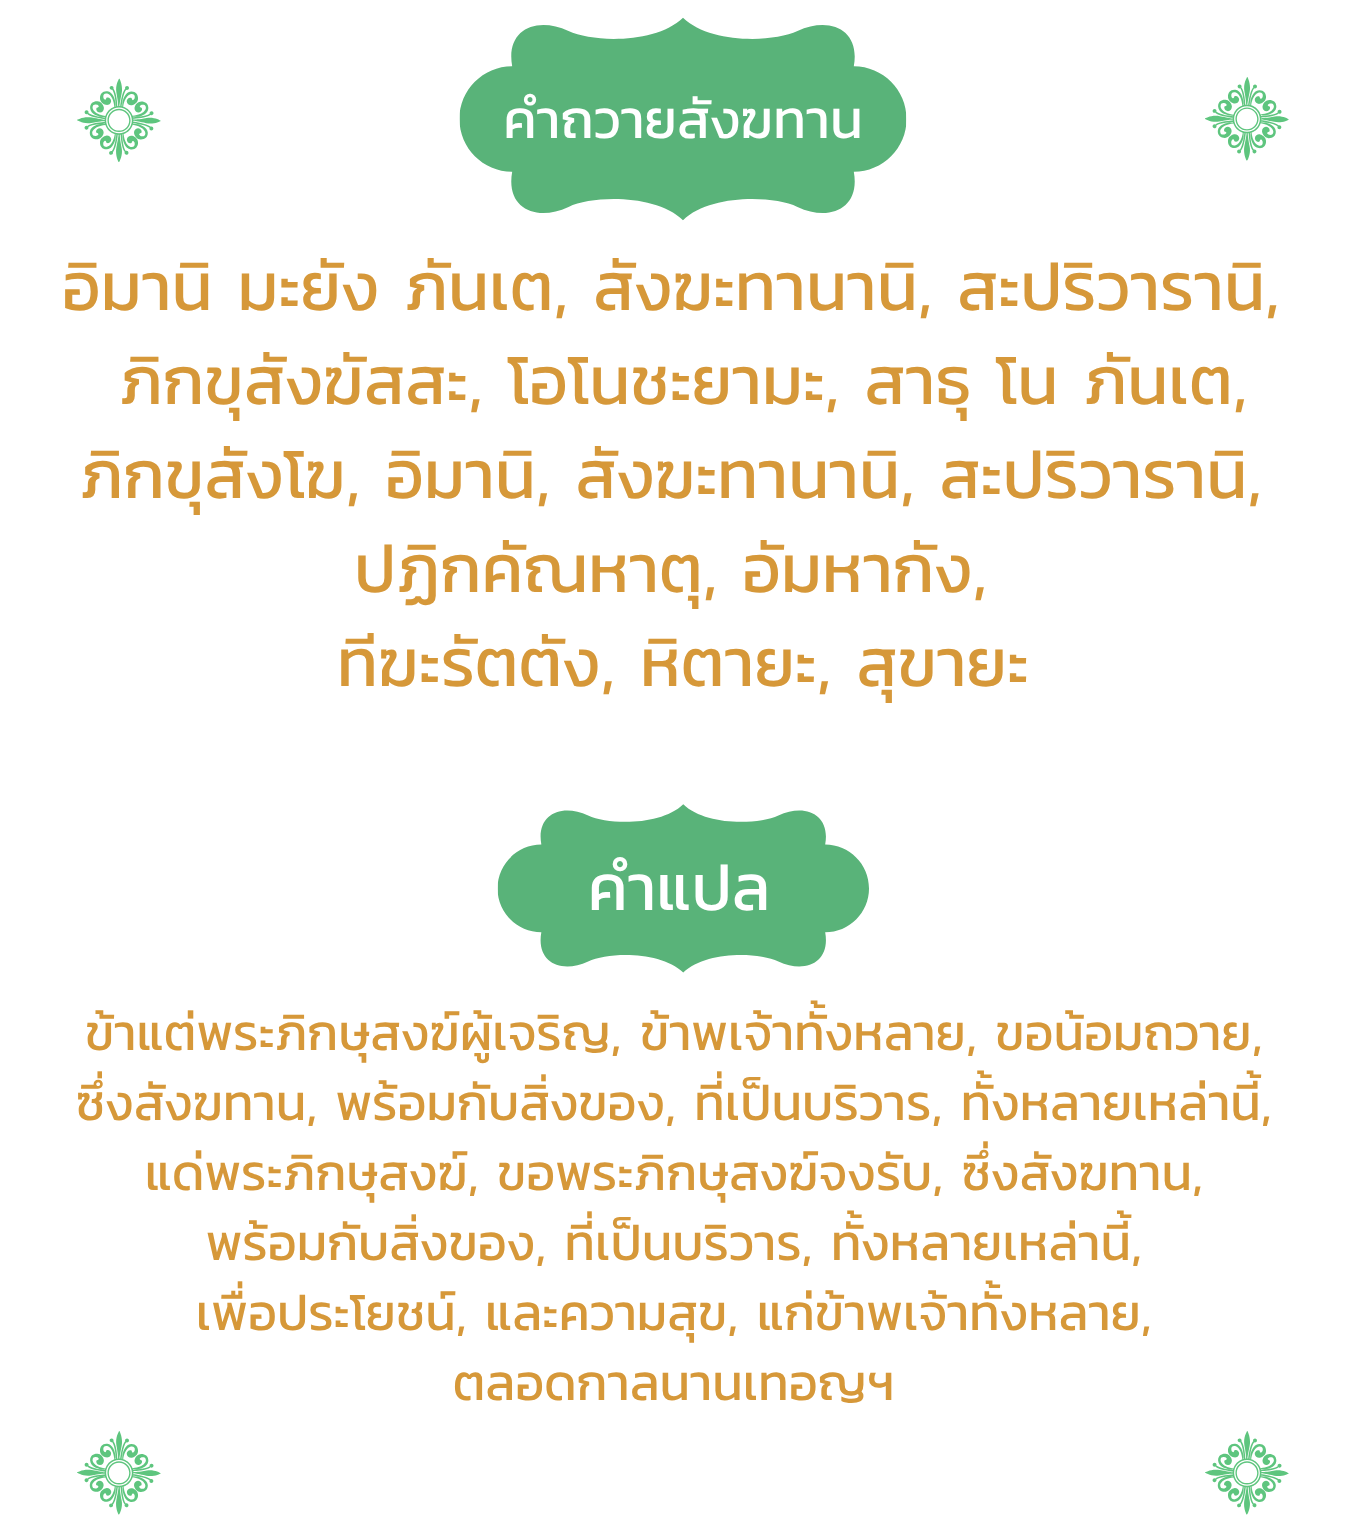 คำถวายสังฆทาน
อิมานิ มะยัง ภันเต, สังฆะทานานิ, สะปริวารานิ,
ภิกขุสังฆัสสะ, โอโนชะยามะ, สาธุ โน ภันเต,
ภิกขุสังโฆ, อิมานิ, สังฆะทานานิ, สะปริวารานิ,
ปฏิกคัณหาตุ, อัมหากัง,
ทีฆะรัตตัง, หิตายะ, สุขายะ
คำแปล
ข้าแต่พระภิกษุสงฆ์ผู้เจริญ, ข้าพเจ้าทั้งหลาย, ขอน้อมถวาย,
ซึ่งสังฆทาน, พร้อมกับสิ่งของ, ที่เป็นบริวาร, ทั้งหลายเหล่านี้,
แด่พระภิกษุสงฆ์, ขอพระภิกษุสงฆ์จงรับ, ซึ่งสังฆทาน,
พร้อมกับสิ่งของ, ที่เป็นบริวาร, ทั้งหลายเหล่านี้,
เพื่อประโยชน์, และความสุข, แก่ข้าพเจ้าทั้งหลาย,
ตลอดกาลนานเทอญฯ